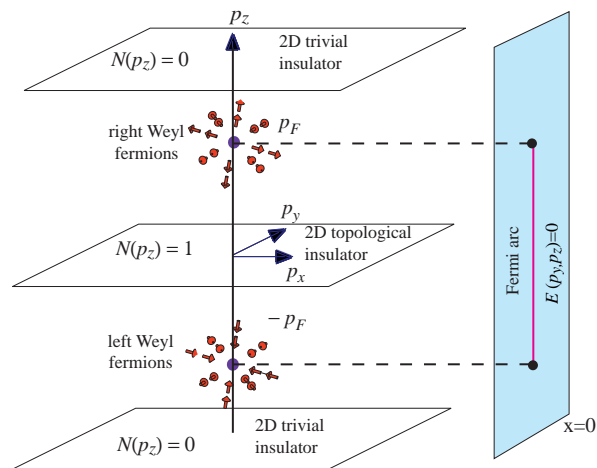 p_z
2D trivial
insulator
N(p_z) = 0
right Weyl
fermions
p_F
p_y
2D topological
insulator
N(p_z) = 1
p_x
Fermi arc
E (p_y,p_z)=0
− p_F
left Weyl
fermions
x=0
2D trivial
insulator
N(p_z) = 0